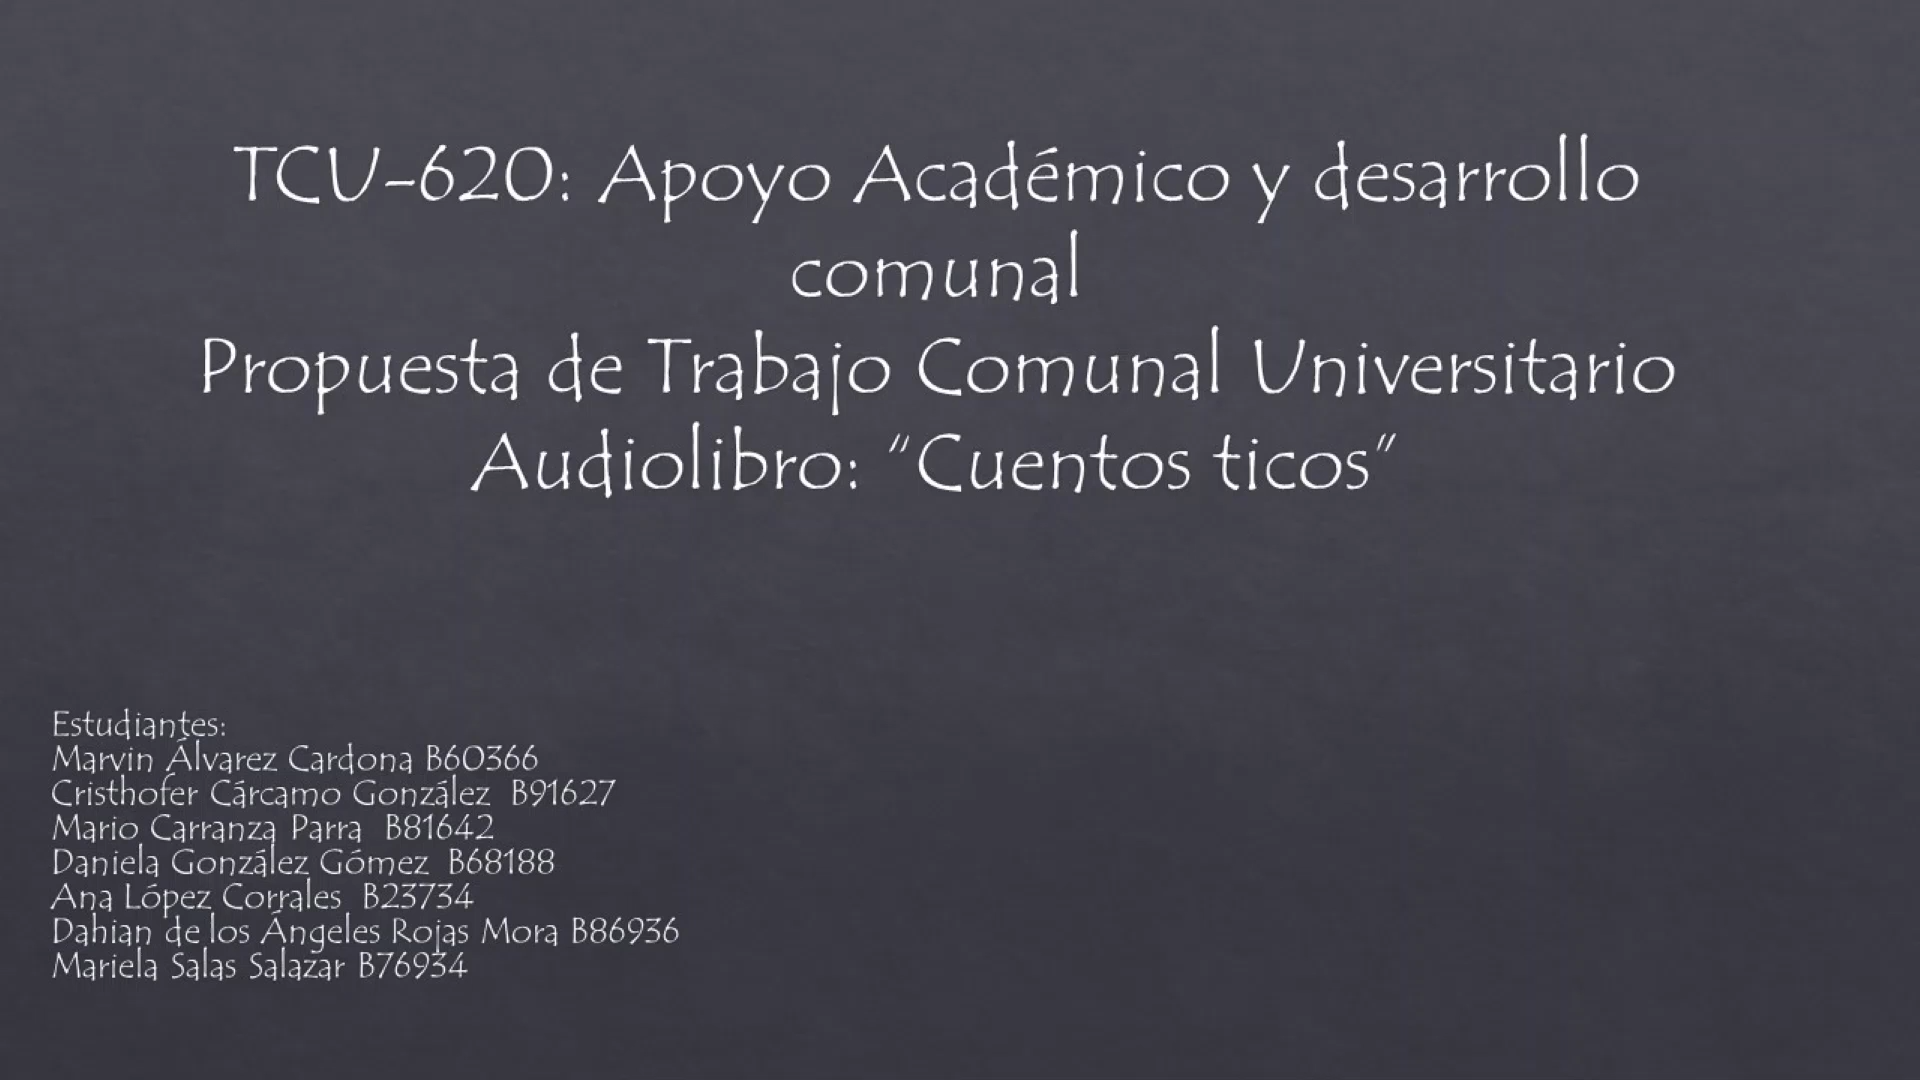 TCU-620: Apoyo Académico y desarrollo
comunal
Propuesta de Trabajo Comunal Universitario
Audiolibro: “Cuentos ticos”
Estudiantes:
Marvin Álvarez Cardona B60366
Cristhofer Cárcamo González B91627
Mario Carranza Parra B81642
Daniela González Gómez B68188
Ana López Corrales B23734
Dahian de los Ángeles Rojas Mora B86936
Mariela Salas Salazar B76934